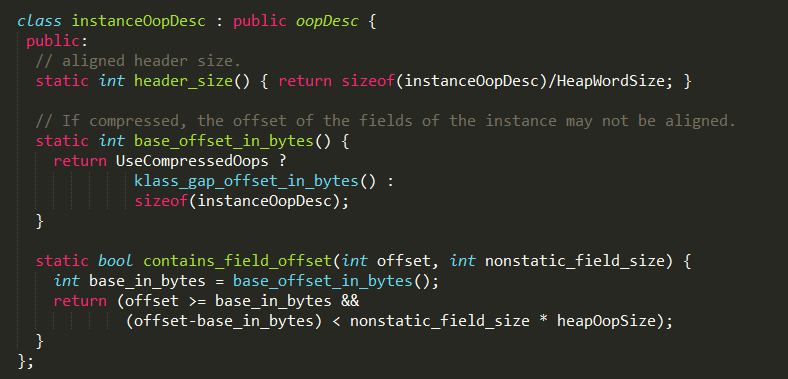 class instanceOopDesc : public oopDesc {
 public:
  // aligned header size.
  static int header_size() { return sizeof(instanceOopDesc)/HeapWordSize; }

  // If compressed, the offset of the fields of the instance may not be aligned.
  static int base_offset_in_bytes() {
    return UseCompressedOops ?
             klass_gap_offset_in_bytes() :
             sizeof(instanceOopDesc);
  }

  static bool contains_field_offset(int offset, int nonstatic_field_size) {
    int base_in_bytes = base_offset_in_bytes();
    return (offset >= base_in_bytes &&
            (offset-base_in_bytes) < nonstatic_field_size * heapOopSize);
  }
};